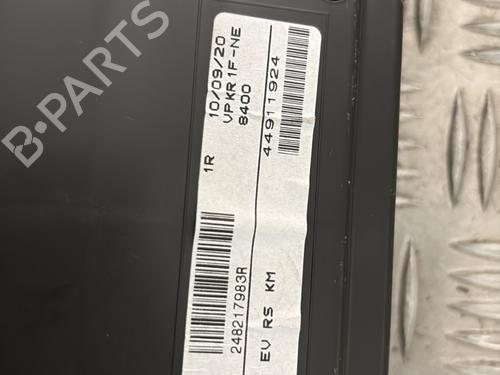 10/09/20
VPKR1F-NE
8400
44911924
1R
248217983R
EV RS KM
B-PARTS